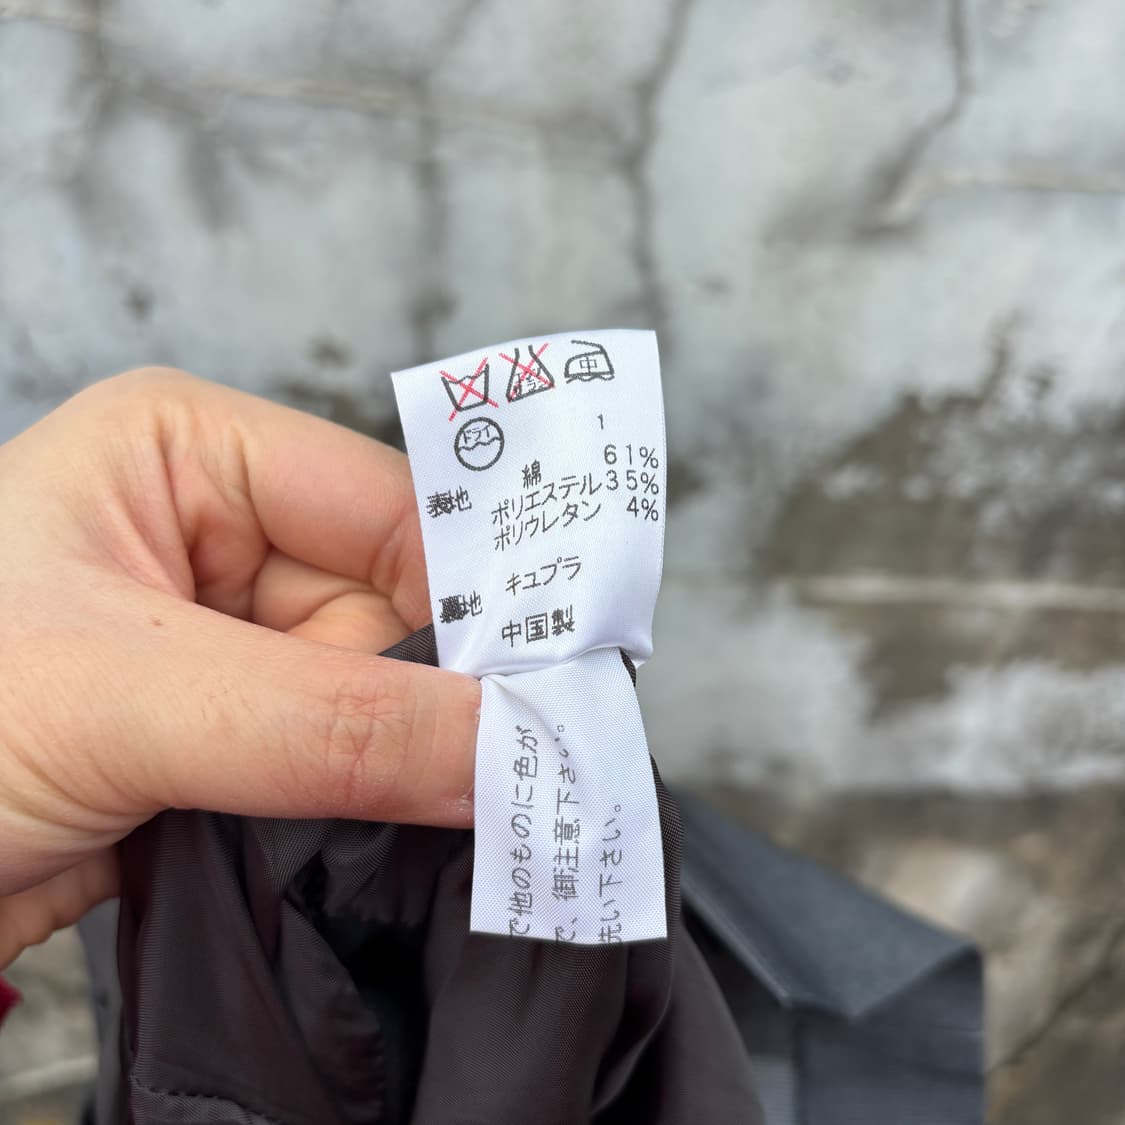 中
ドライ
1
綿 61%
表地 ポリエステル35%
ポリウレタン 4%
裏地 キュプラ
中国製
で他のものに色が
で、御注意下さい。
洗い下さい。